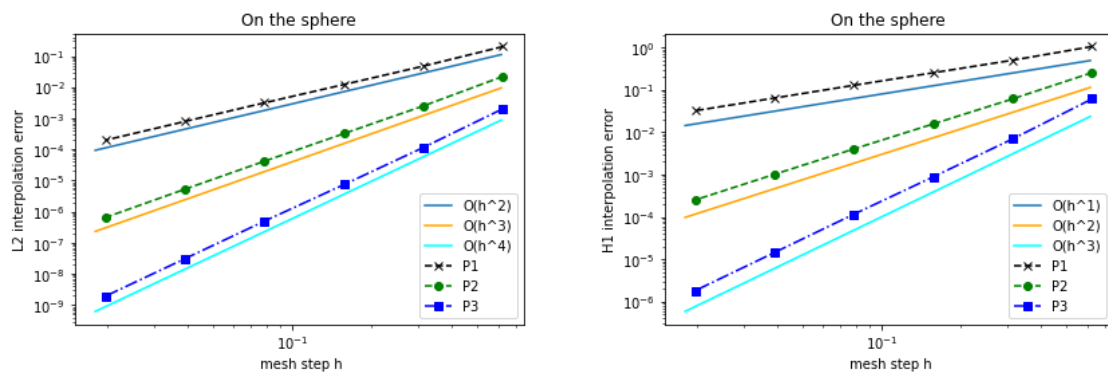 On the sphere
L2 interpolation error
10^-1
10^-2
10^-3
10^-4
10^-5
10^-6
10^-7
10^-8
10^-9
O(h^2)
O(h^3)
O(h^4)
P1
P2
P3
10^-1
mesh step h
On the sphere
H1 interpolation error
10^0
10^-1
10^-2
10^-3
10^-4
10^-5
10^-6
O(h^1)
O(h^2)
O(h^3)
P1
P2
P3
10^-1
mesh step h